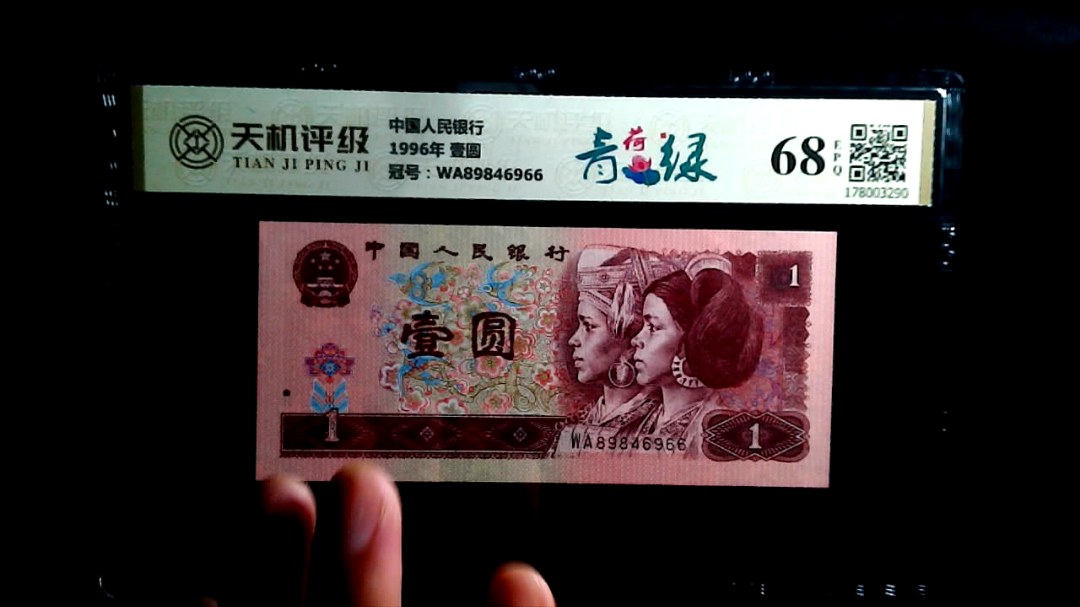 天机评级
TIAN JI PING JI
中国人民银行
1996年 壹圆
冠号：WA89846966
青荷绿
68
EPQ
178003290
中国人民银行
1
壹圆
1
WA89846966
1